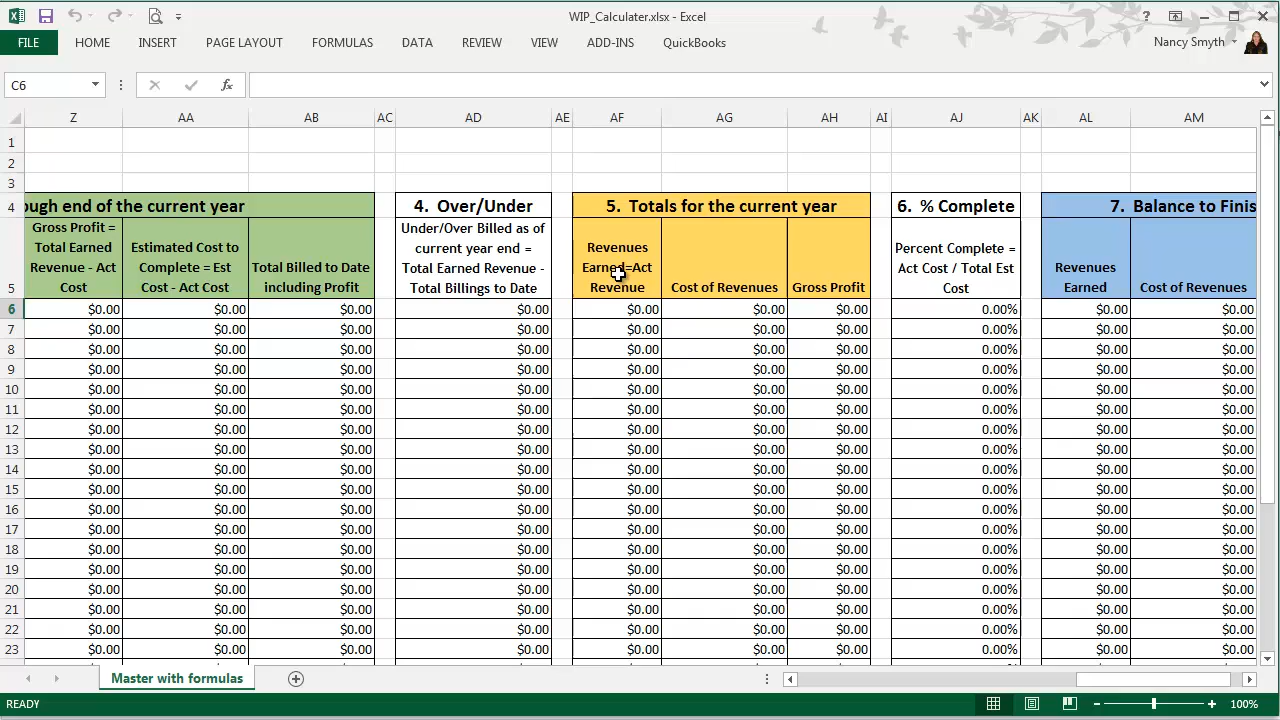 WIP_Calculater.xlsx - Excel
FILE HOME INSERT PAGE LAYOUT FORMULAS DATA REVIEW VIEW ADD-INS QuickBooks Nancy Smyth
C6 fx
Z AA AB AC AD AE AF AG AH AI AJ AK AL AM
1
2
3
4 ough end of the current year 4. Over/Under 5. Totals for the current year 6. % Complete 7. Balance to Finis
Gross Profit =
Total Earned
Revenue - Act
Cost
Estimated Cost to
Complete = Est
Cost - Act Cost
Total Billed to Date
including Profit
Under/Over Billed as of
current year end =
Total Earned Revenue -
Total Billings to Date
Revenues
Earned=Act
Revenue
Cost of Revenues
Gross Profit
Percent Complete =
Act Cost / Total Est
Cost
Revenues
Earned
Cost of Revenues
5
6 $0.00 $0.00 $0.00 $0.00 $0.00 $0.00 $0.00 0.00% $0.00 $0.00
7 $0.00 $0.00 $0.00 $0.00 $0.00 $0.00 $0.00 0.00% $0.00 $0.00
8 $0.00 $0.00 $0.00 $0.00 $0.00 $0.00 $0.00 0.00% $0.00 $0.00
9 $0.00 $0.00 $0.00 $0.00 $0.00 $0.00 $0.00 0.00% $0.00 $0.00
10 $0.00 $0.00 $0.00 $0.00 $0.00 $0.00 $0.00 0.00% $0.00 $0.00
11 $0.00 $0.00 $0.00 $0.00 $0.00 $0.00 $0.00 0.00% $0.00 $0.00
12 $0.00 $0.00 $0.00 $0.00 $0.00 $0.00 $0.00 0.00% $0.00 $0.00
13 $0.00 $0.00 $0.00 $0.00 $0.00 $0.00 $0.00 0.00% $0.00 $0.00
14 $0.00 $0.00 $0.00 $0.00 $0.00 $0.00 $0.00 0.00% $0.00 $0.00
15 $0.00 $0.00 $0.00 $0.00 $0.00 $0.00 $0.00 0.00% $0.00 $0.00
16 $0.00 $0.00 $0.00 $0.00 $0.00 $0.00 $0.00 0.00% $0.00 $0.00
17 $0.00 $0.00 $0.00 $0.00 $0.00 $0.00 $0.00 0.00% $0.00 $0.00
18 $0.00 $0.00 $0.00 $0.00 $0.00 $0.00 $0.00 0.00% $0.00 $0.00
19 $0.00 $0.00 $0.00 $0.00 $0.00 $0.00 $0.00 0.00% $0.00 $0.00
20 $0.00 $0.00 $0.00 $0.00 $0.00 $0.00 $0.00 0.00% $0.00 $0.00
21 $0.00 $0.00 $0.00 $0.00 $0.00 $0.00 $0.00 0.00% $0.00 $0.00
22 $0.00 $0.00 $0.00 $0.00 $0.00 $0.00 $0.00 0.00% $0.00 $0.00
23 $0.00 $0.00 $0.00 $0.00 $0.00 $0.00 $0.00 0.00% $0.00 $0.00
Master with formulas
READY 100%